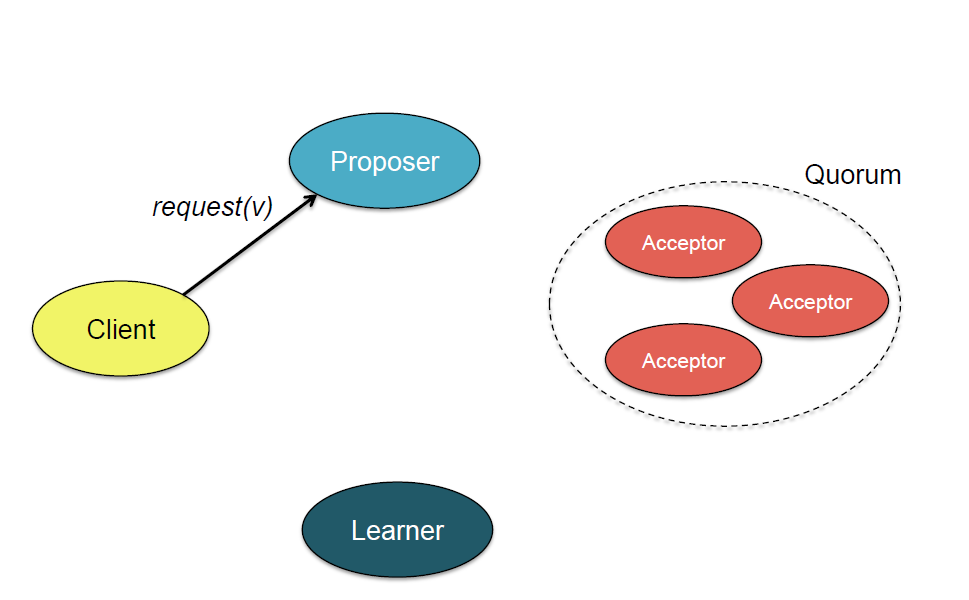 Proposer
Quorum
request(v)
Acceptor
Acceptor
Client
Acceptor
Learner